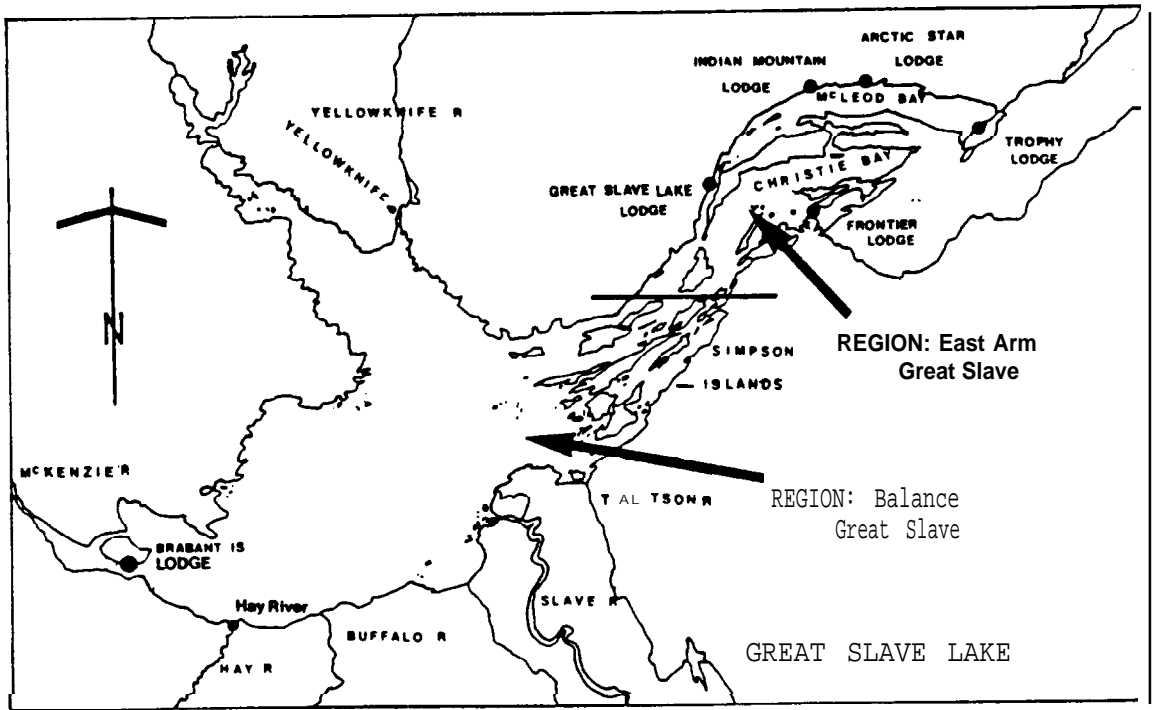 ARCTIC STAR
LODGE
INDIAN MOUNTAIN
LODGE
McLEOD BAY
YELLOWKNIFE R
YELLOWKNIFE
TROPHY
LODGE
CHRISTIE BAY
GREAT SLAVE LAKE
LODGE
FRONTIER
LODGE
N
REGION: East Arm
Great Slave
SIMPSON
ISLANDS
McKENZIE R
TALTSON R
REGION: Balance
Great Slave
BRABANT IS
LODGE
Hay River
SLAVE R
BUFFALO R
HAY R
GREAT SLAVE LAKE